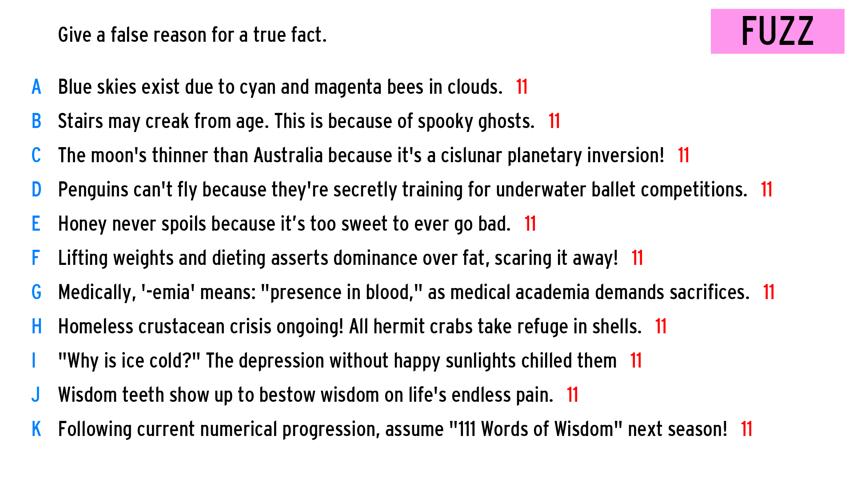 Give a false reason for a true fact.
FUZZ
A Blue skies exist due to cyan and magenta bees in clouds. 11
B Stairs may creak from age. This is because of spooky ghosts. 11
C The moon's thinner than Australia because it's a cislunar planetary inversion! 11
D Penguins can't fly because they're secretly training for underwater ballet competitions. 11
E Honey never spoils because it’s too sweet to ever go bad. 11
F Lifting weights and dieting asserts dominance over fat, scaring it away! 11
G Medically, '-emia' means: "presence in blood," as medical academia demands sacrifices. 11
H Homeless crustacean crisis ongoing! All hermit crabs take refuge in shells. 11
I "Why is ice cold?" The depression without happy sunlights chilled them 11
J Wisdom teeth show up to bestow wisdom on life's endless pain. 11
K Following current numerical progression, assume "111 Words of Wisdom" next season! 11